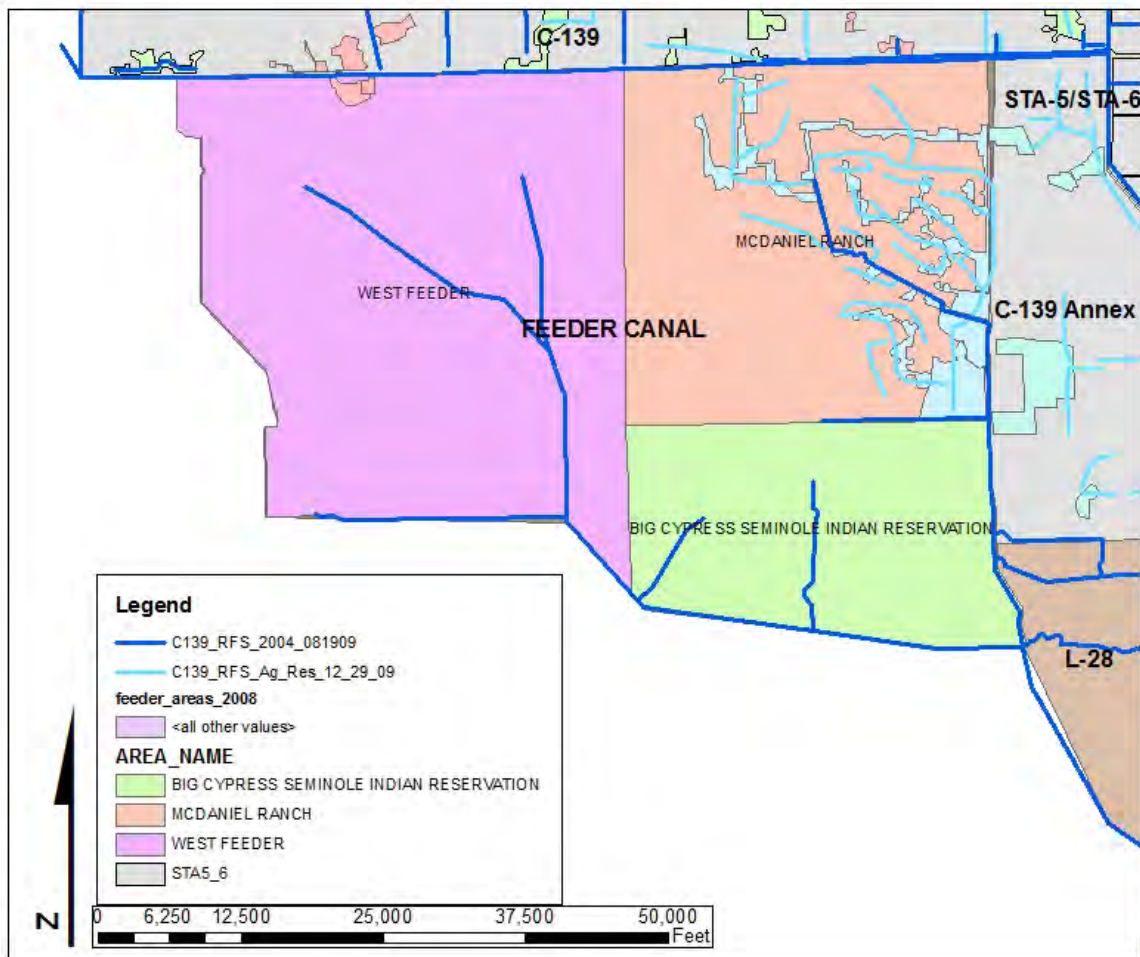 C-139
STA-5/STA-6
MCDANIEL RANCH
WEST FEEDER
FEEDER CANAL
C-139 Annex
BIG CYPRESS SEMINOLE INDIAN RESERVATION
L-28
Legend
C139_RFS_2004_081909
C139_RFS_Ag_Res_12_29_09
feeder_areas_2008
<all other values>
AREA_NAME
BIG CYPRESS SEMINOLE INDIAN RESERVATION
MCDANIEL RANCH
WEST FEEDER
STA5_6
N
0 6,250 12,500 25,000 37,500 50,000
Feet